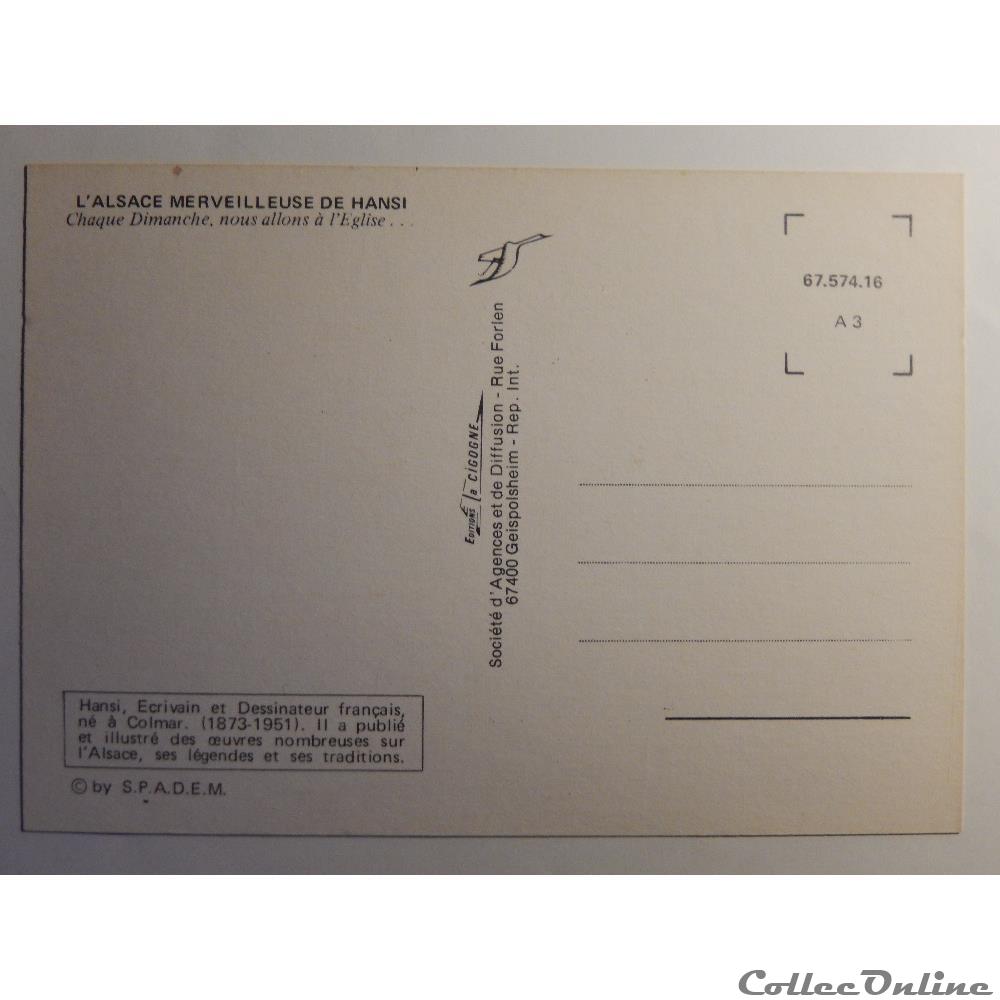 L'ALSACE MERVEILLEUSE DE HANSI
Chaque Dimanche, nous allons à l'Eglise . . .
67.574.16
A 3
EDITIONS la CIGOGNE
Société d'Agences et de Diffusion - Rue Forlen
67400 Geispolsheim - Rep. Int.
Hansi, Ecrivain et Dessinateur français,
né à Colmar. (1873-1951). Il a publié
et illustré des œuvres nombreuses sur
l'Alsace, ses légendes et ses traditions.
© by S.P.A.D.E.M.
CollecOnline